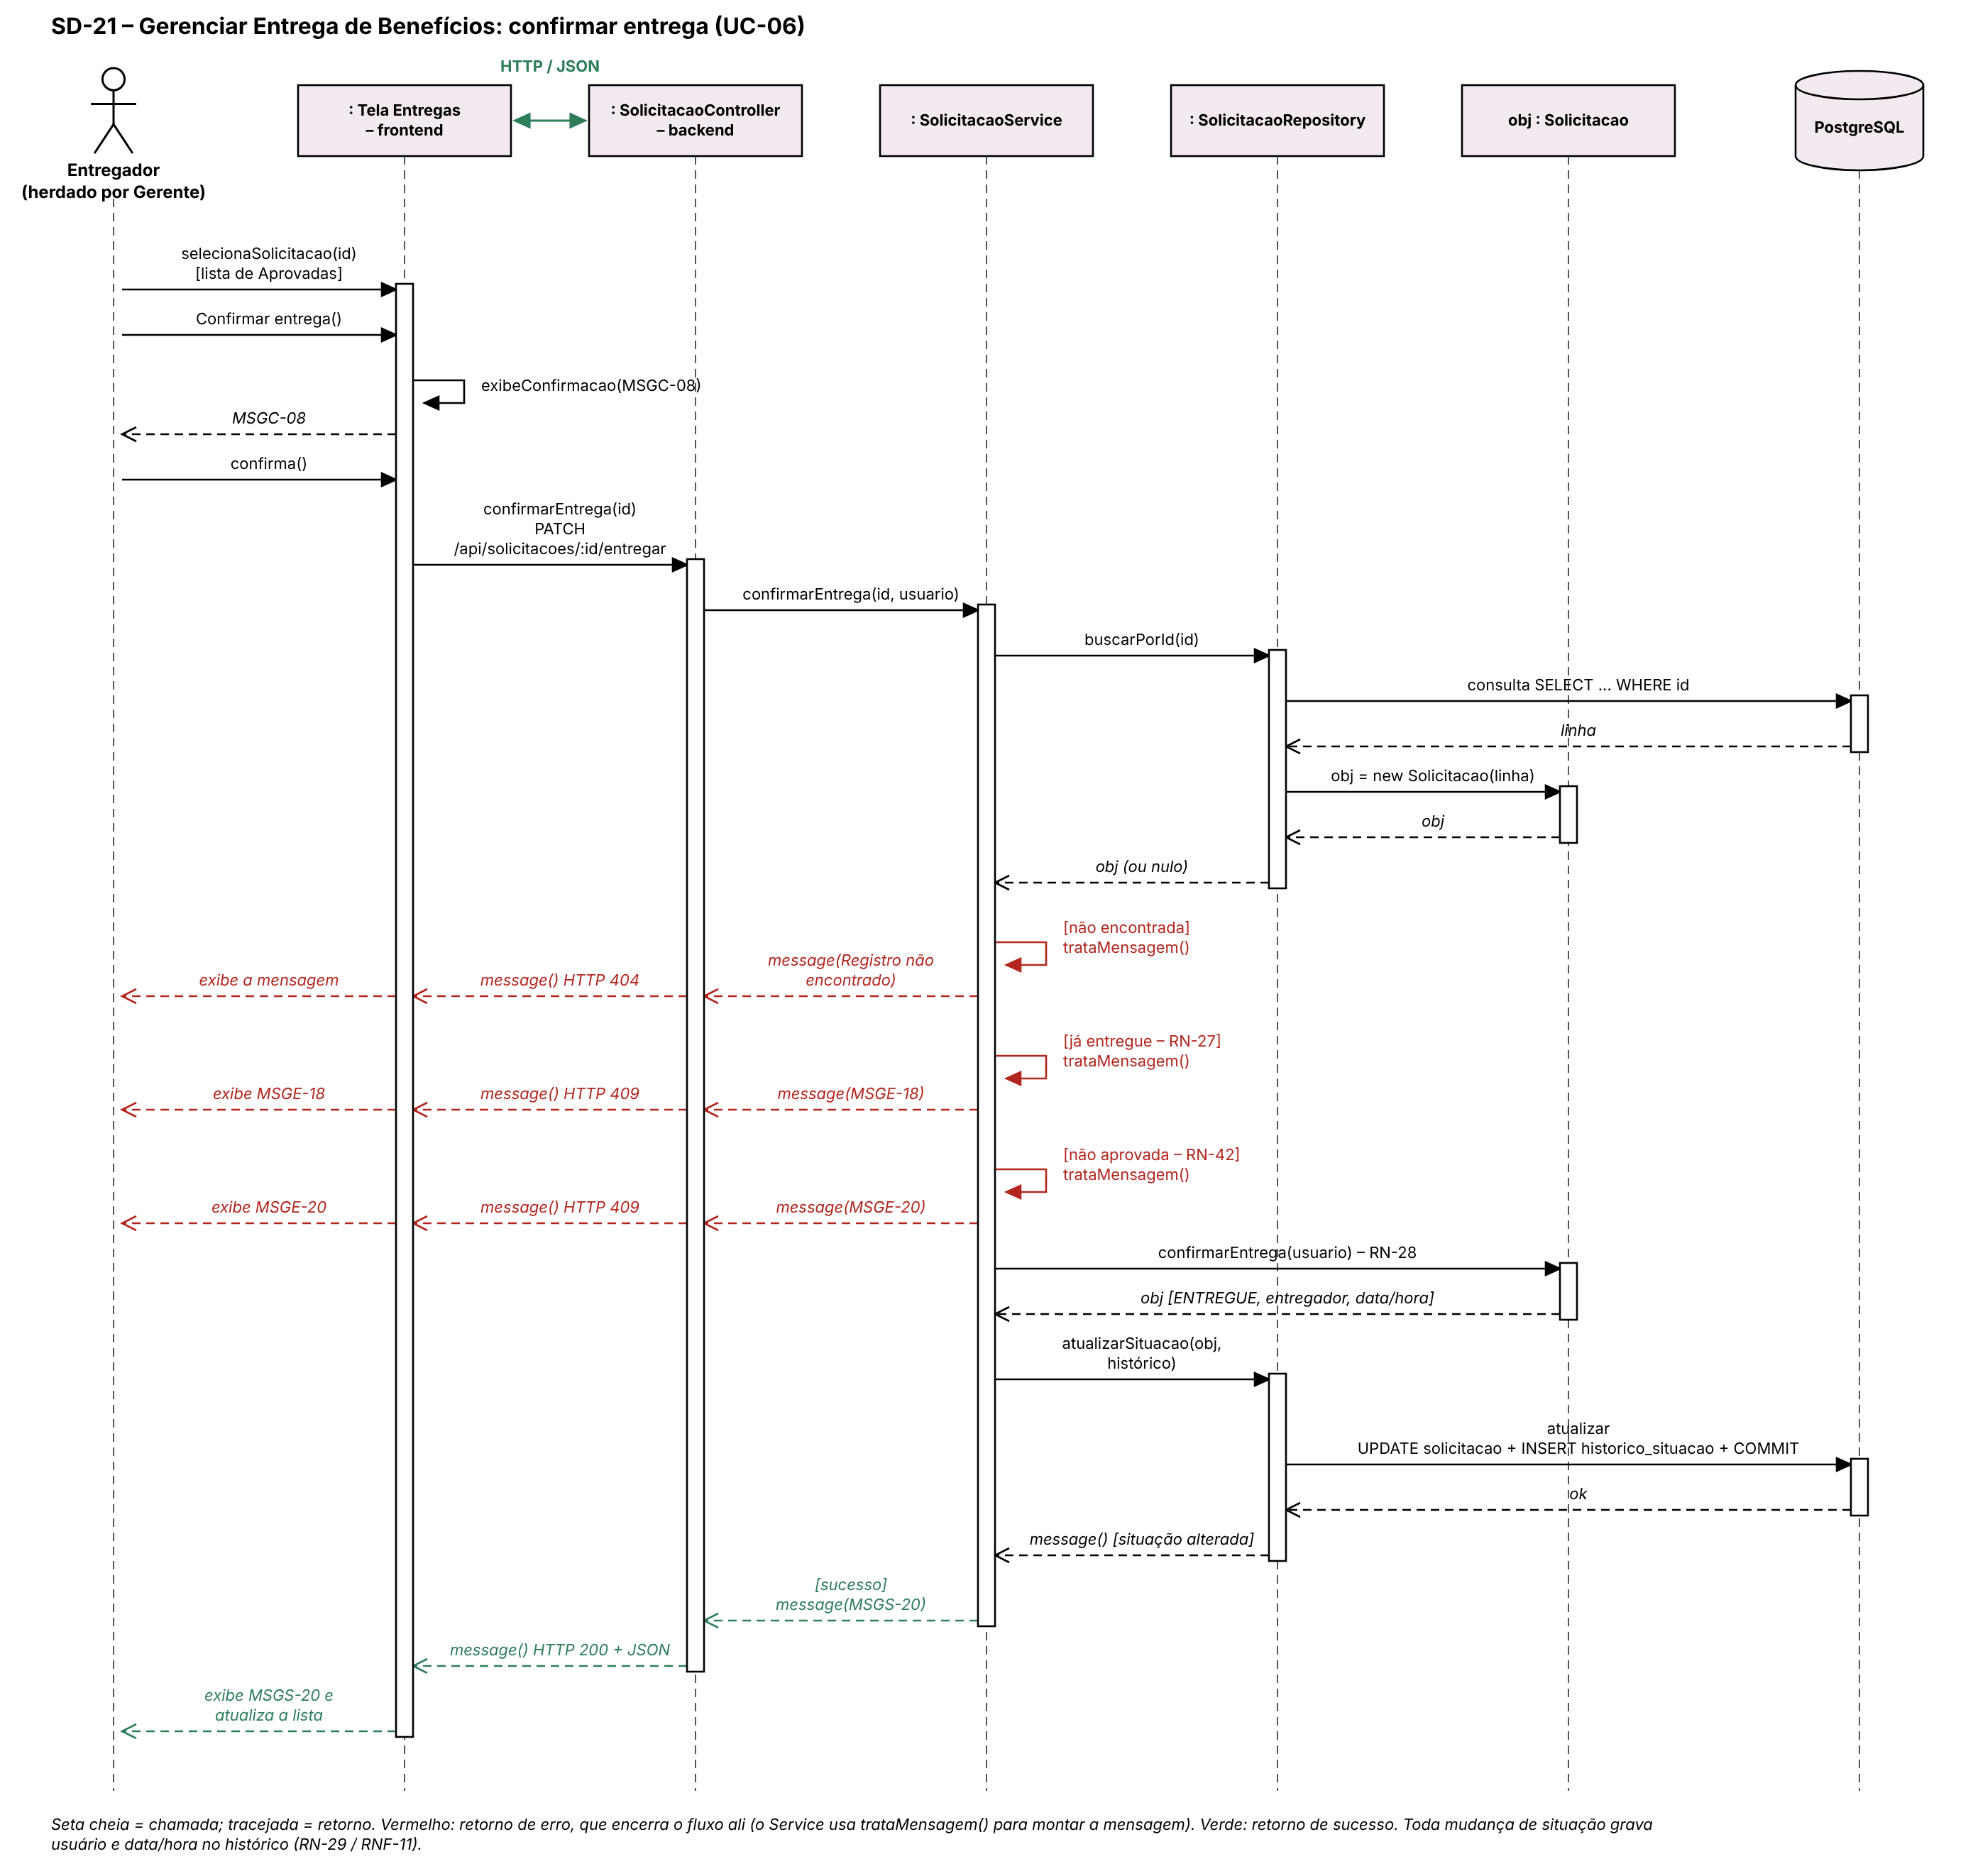 SD-21 – Gerenciar Entrega de Benefícios: confirmar entrega (UC-06)
HTTP / JSON
Entregador
(herdado por Gerente)
: Tela Entregas
– frontend
: SolicitacaoController
– backend
: SolicitacaoService
: SolicitacaoRepository
obj : Solicitacao
PostgreSQL
selecionaSolicitacao(id)
[lista de Aprovadas]
Confirmar entrega()
exibeConfirmacao(MSGC-08)
MSGC-08
confirma()
confirmarEntrega(id)
PATCH
/api/solicitacoes/:id/entregar
confirmarEntrega(id, usuario)
buscarPorId(id)
consulta SELECT ... WHERE id
linha
obj = new Solicitacao(linha)
obj
obj (ou nulo)
[não encontrada]
trataMensagem()
message(Registro não
encontrado)
message() HTTP 404
exibe a mensagem
[já entregue – RN-27]
trataMensagem()
message(MSGE-18)
message() HTTP 409
exibe MSGE-18
[não aprovada – RN-42]
trataMensagem()
message(MSGE-20)
message() HTTP 409
exibe MSGE-20
confirmarEntrega(usuario) – RN-28
obj [ENTREGUE, entregador, data/hora]
atualizarSituacao(obj,
histórico)
atualizar
UPDATE solicitacao + INSERT historico_situacao + COMMIT
ok
message() [situação alterada]
[sucesso]
message(MSGS-20)
message() HTTP 200 + JSON
exibe MSGS-20 e
atualiza a lista
Seta cheia = chamada; tracejada = retorno. Vermelho: retorno de erro, que encerra o fluxo ali (o Service usa trataMensagem() para montar a mensagem). Verde: retorno de sucesso. Toda mudança de situação grava
usuário e data/hora no histórico (RN-29 / RNF-11).